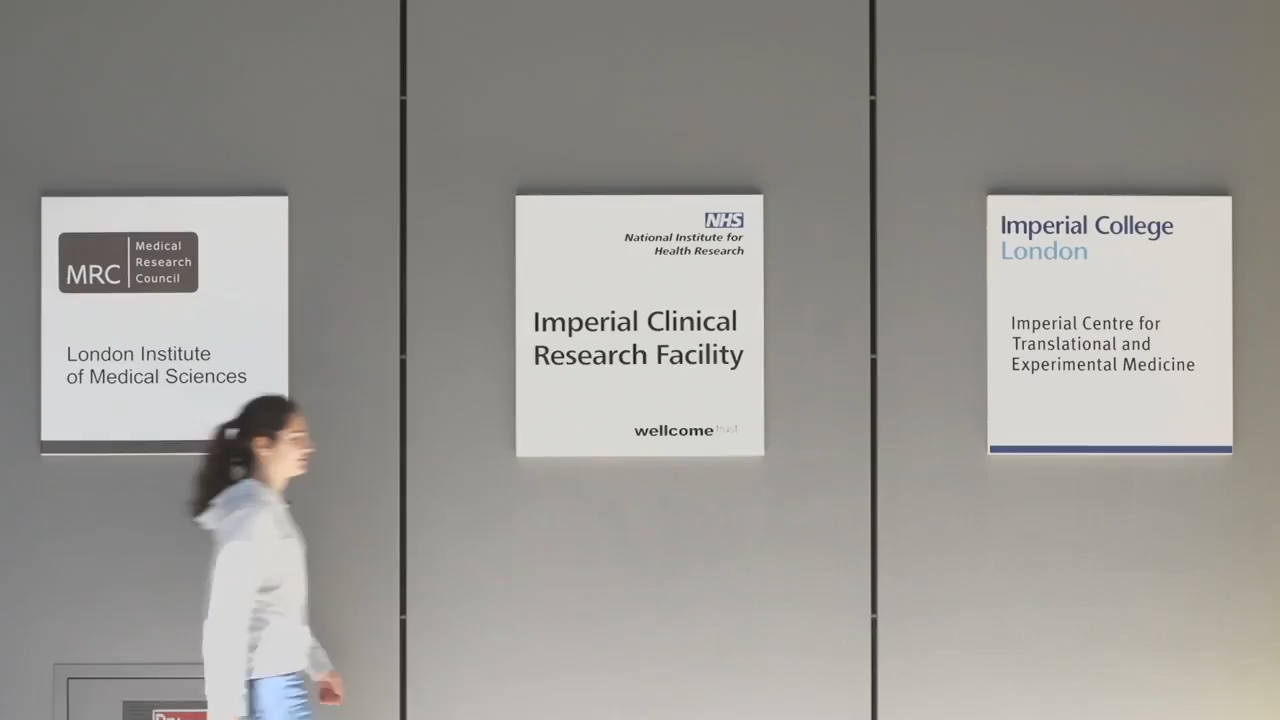 MRC
Medical
Research
Council
London Institute
of Medical Sciences
NHS
National Institute for
Health Research
Imperial Clinical
Research Facility
wellcome trust
Imperial College
London
Imperial Centre for
Translational and
Experimental Medicine